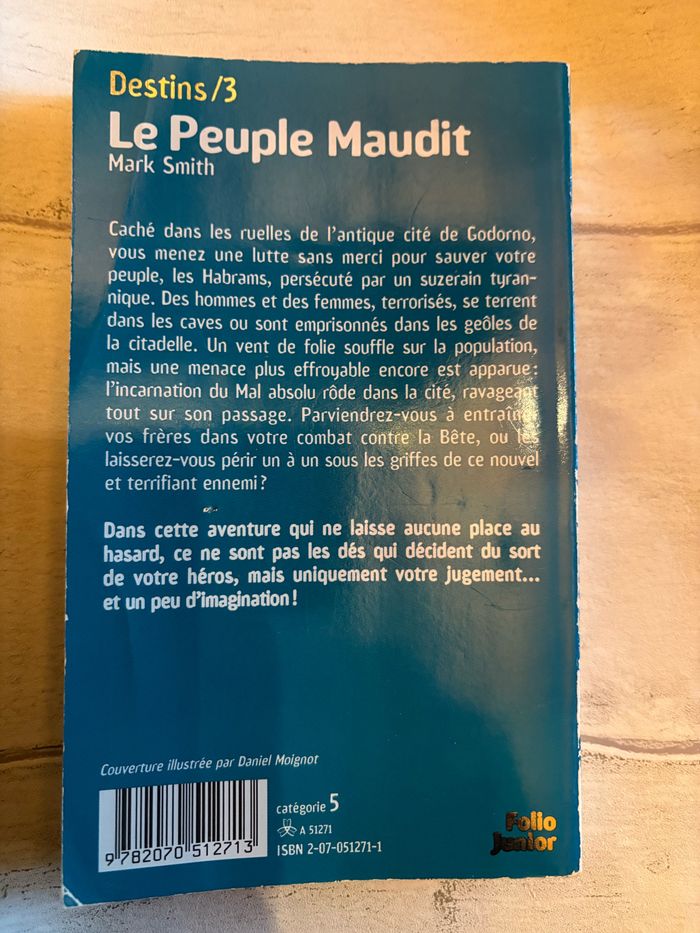 Destins/3
Le Peuple Maudit
Mark Smith
Caché dans les ruelles de l'antique cité de Godorno,
vous menez une lutte sans merci pour sauver votre
peuple, les Habrams, persécuté par un suzerain tyran-
nique. Des hommes et des femmes, terrorisés, se terrent
dans les caves ou sont emprisonnés dans les geôles de
la citadelle. Un vent de folie souffle sur la population,
mais une menace plus effroyable encore est apparue :
l'incarnation du Mal absolu rôde dans la cité, ravageant
tout sur son passage. Parviendrez-vous à entraîner
vos frères dans votre combat contre la Bête, ou les
laisserez-vous périr un à un sous les griffes de ce nouvel
et terrifiant ennemi ?
Dans cette aventure qui ne laisse aucune place au
hasard, ce ne sont pas les dés qui décident du sort
de votre héros, mais uniquement votre jugement...
et un peu d'imagination !
Couverture illustrée par Daniel Moignot
catégorie 5
A 51271
ISBN 2-07-051271-1
9 782070 512713
Folio
Junior